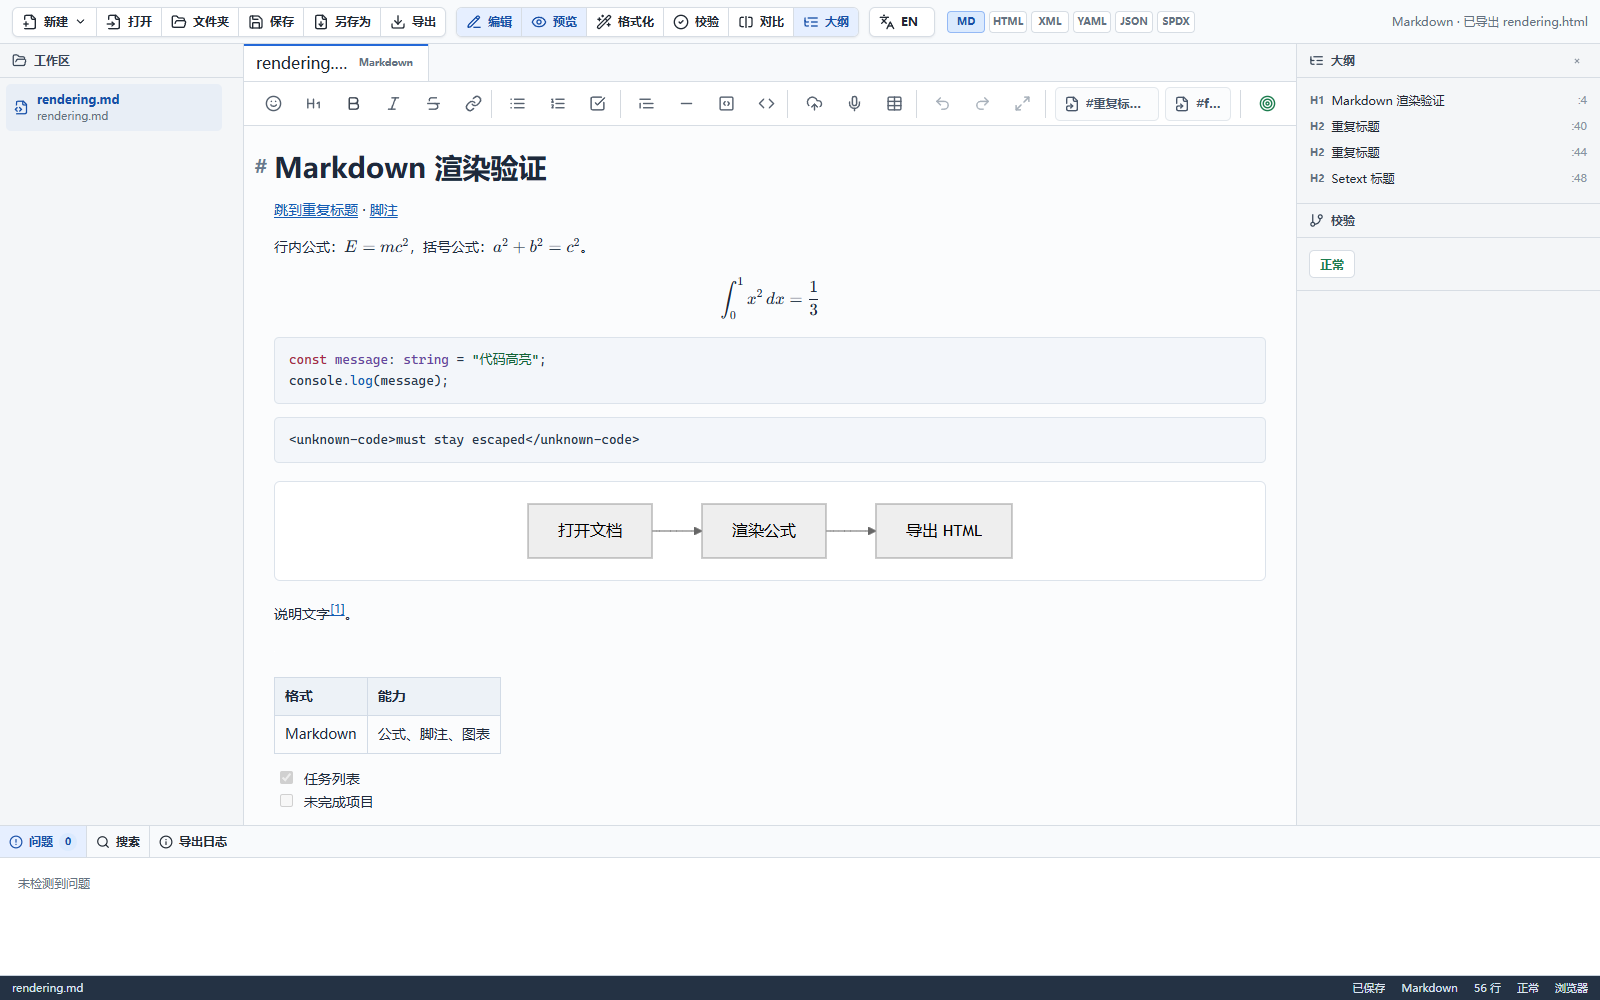 新建 打开 文件夹 保存 另存为 导出 编辑 预览 格式化 校验 对比 大纲 EN MD HTML XML YAML JSON SPDX Markdown · 已导出 rendering.html
工作区
rendering.md
rendering.md
rendering.... Markdown
H1 #重复标... #f...
# Markdown 渲染验证
跳到重复标题 · 脚注
行内公式：E = mc²，括号公式：a² + b² = c²。
∫₀¹ x² dx = 1/3
const message: string = "代码高亮";
console.log(message);
<unknown-code>must stay escaped</unknown-code>
打开文档 渲染公式 导出 HTML
说明文字[1]。
格式 能力
Markdown 公式、脚注、图表
任务列表
未完成项目
大纲 ×
H1 Markdown 渲染验证 :4
H2 重复标题 :40
H2 重复标题 :44
H2 Setext 标题 :48
校验
正常
问题 0 搜索 导出日志
未检测到问题
rendering.md 已保存 Markdown 56 行 正常 浏览器